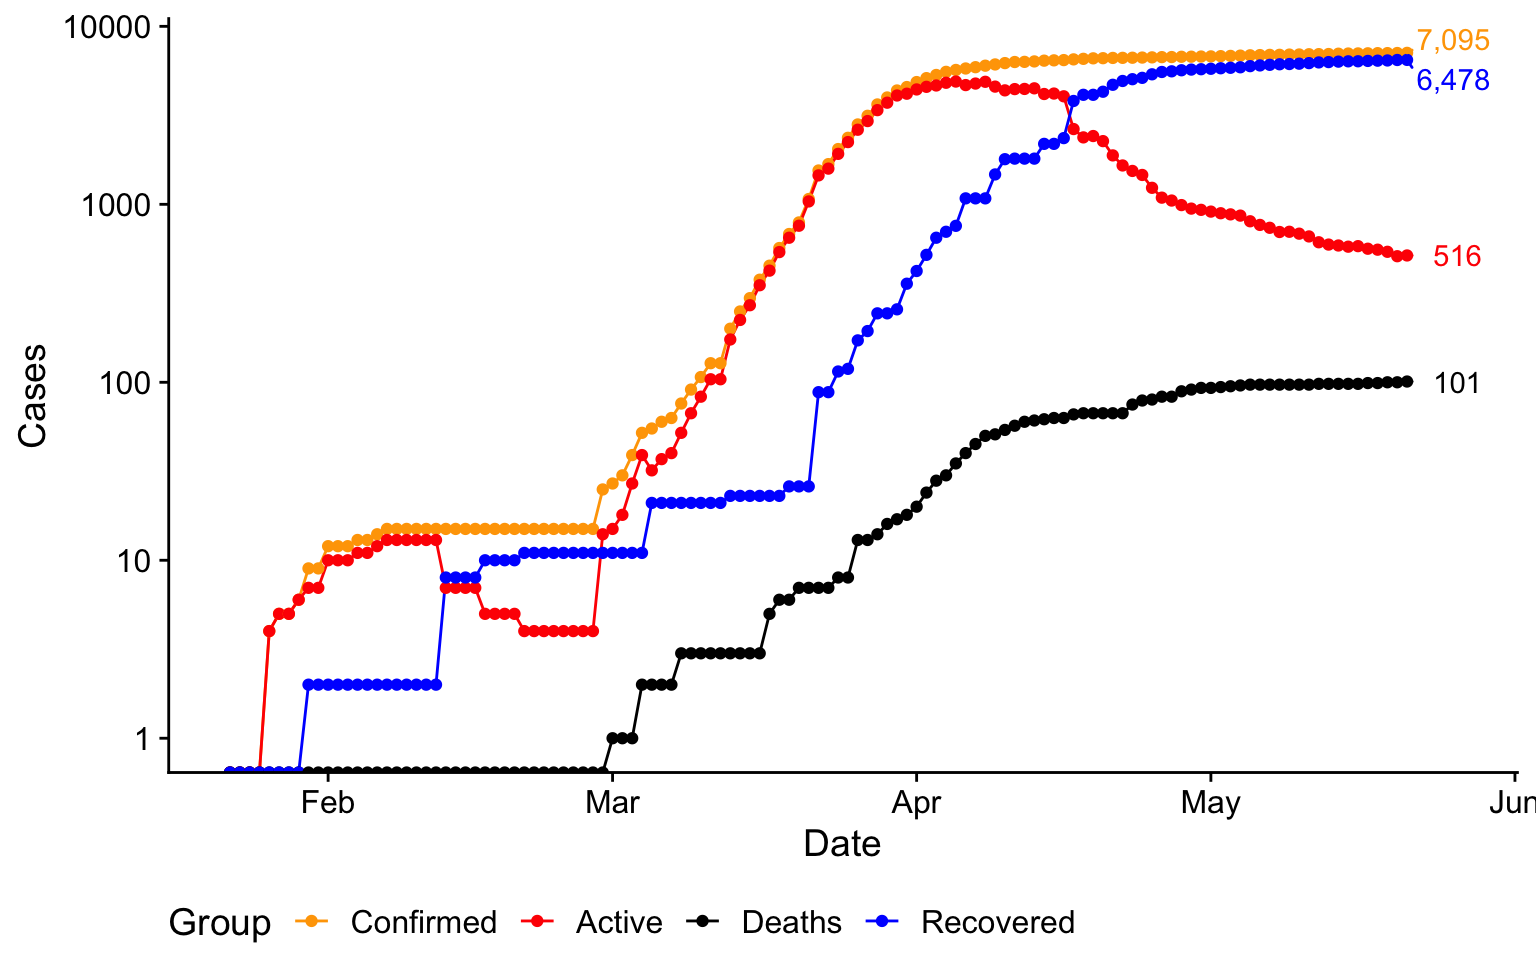 10000
1000
100
10
1
Cases
7,095
6,478
516
101
Feb Mar Apr May Jun
Date
Group Confirmed Active Deaths Recovered